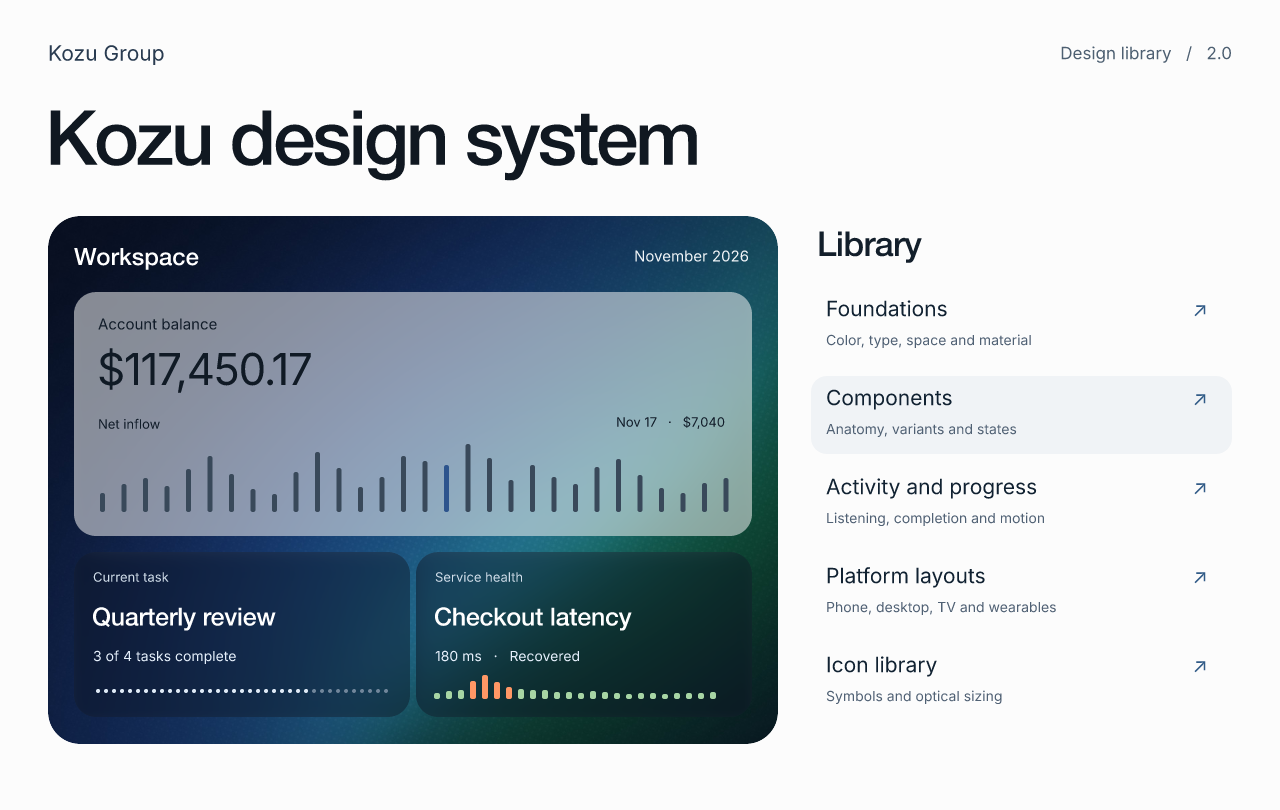 Kozu Group
Design library / 2.0
Kozu design system
Workspace
November 2026
Account balance
$117,450.17
Net inflow
Nov 17 · $7,040
Current task
Quarterly review
3 of 4 tasks complete
Service health
Checkout latency
180 ms · Recovered
Library
Foundations
Color, type, space and material
Components
Anatomy, variants and states
Activity and progress
Listening, completion and motion
Platform layouts
Phone, desktop, TV and wearables
Icon library
Symbols and optical sizing